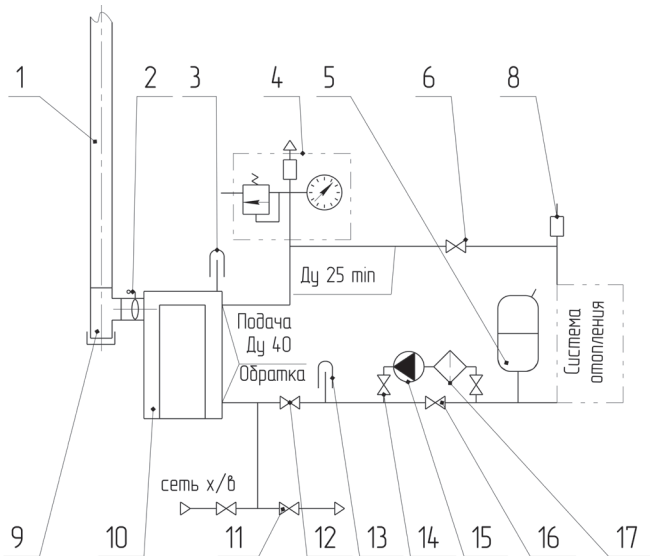 1 2 3 4 5 6 8
Ду 25 min
Подача
Ду 40
Обратка
Система
отопления
сеть х/в
9 10 11 12 13 14 15 16 17